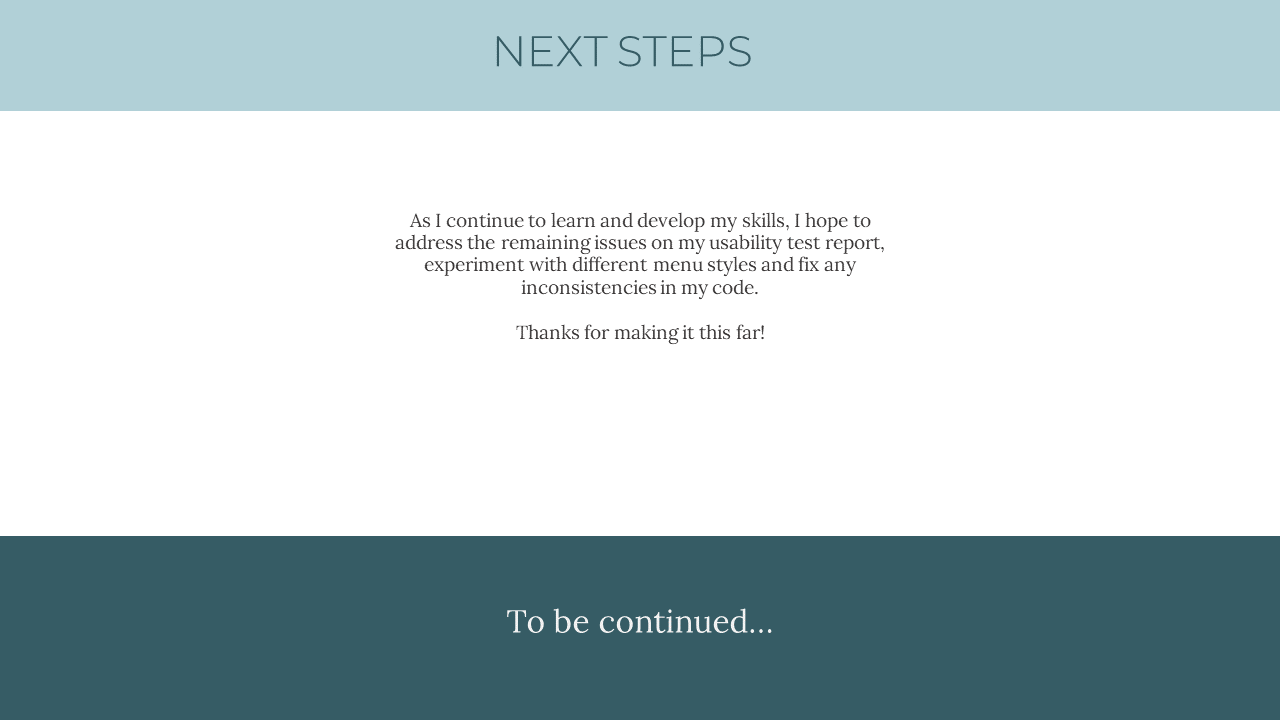 NEXT STEPS
As I continue to learn and develop my skills, I hope to
address the remaining issues on my usability test report,
experiment with different menu styles and fix any
inconsistencies in my code.
Thanks for making it this far!
To be continued...